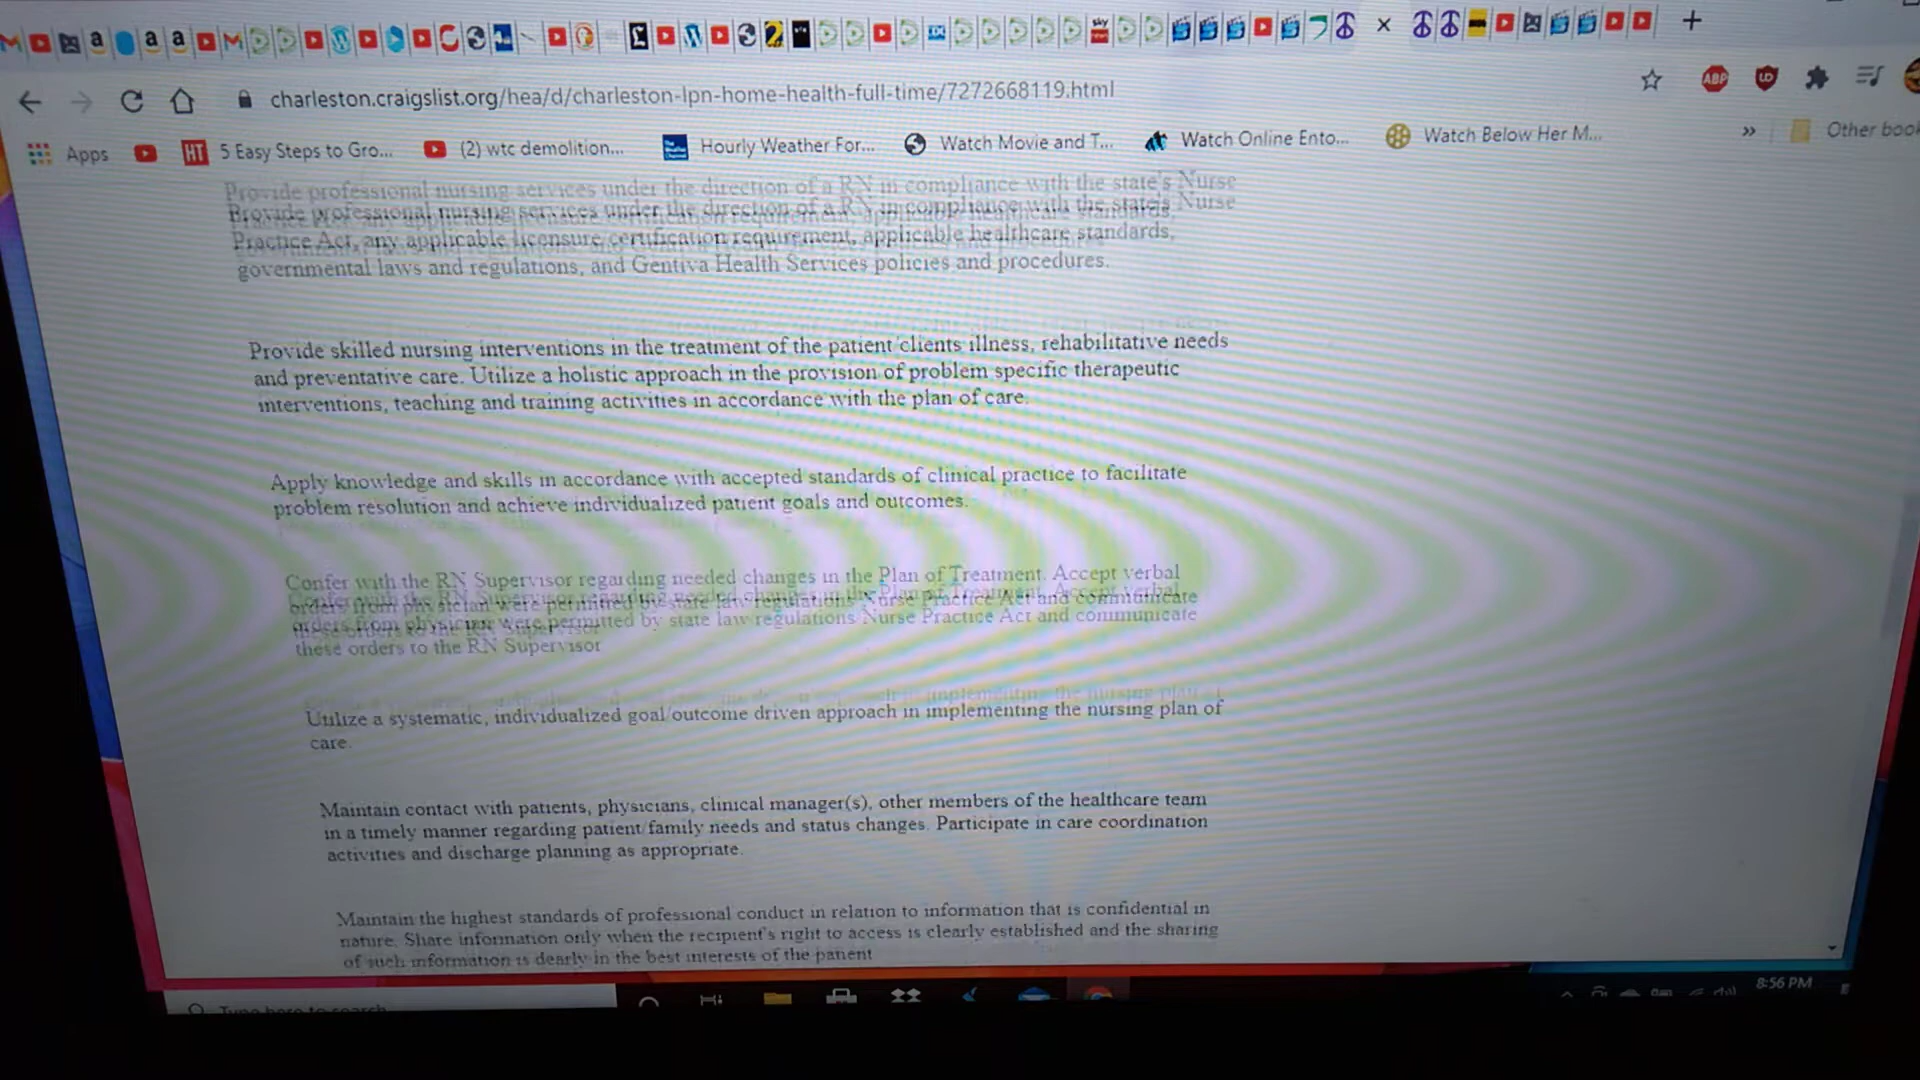 charleston.craigslist.org/hea/d/charleston-lpn-home-health-full-time/7272668119.html
ABP
Apps
HT 5 Easy Steps to Gro...
(2) wtc demolition...
Hourly Weather For...
Watch Movie and T...
Watch Online Ento...
Watch Below Her M...
Other book
Provide professional nursing services under the direction of a RN in compliance with the state's Nurse
Practice Act, any applicable licensure/certification requirement, applicable healthcare standards,
governmental laws and regulations, and Gentiva Health Services policies and procedures.
Provide skilled nursing interventions in the treatment of the patient/clients illness, rehabilitative needs
and preventative care. Utilize a holistic approach in the provision of problem specific therapeutic
interventions, teaching and training activities in accordance with the plan of care.
Apply knowledge and skills in accordance with accepted standards of clinical practice to facilitate
problem resolution and achieve individualized patient goals and outcomes.
Confer with the RN Supervisor regarding needed changes in the Plan of Treatment. Accept verbal
orders from physician were permitted by state law regulations Nurse Practice Act and communicate
these orders to the RN Supervisor
Utilize a systematic, individualized goal/outcome driven approach in implementing the nursing plan of
care.
Maintain contact with patients, physicians, clinical manager(s), other members of the healthcare team
in a timely manner regarding patient/family needs and status changes. Participate in care coordination
activities and discharge planning as appropriate.
Maintain the highest standards of professional conduct in relation to information that is confidential in
nature. Share information only when the recipient's right to access is clearly established and the sharing
of such information is dearly in the best interests of the patient
Type here to search
8:56 PM